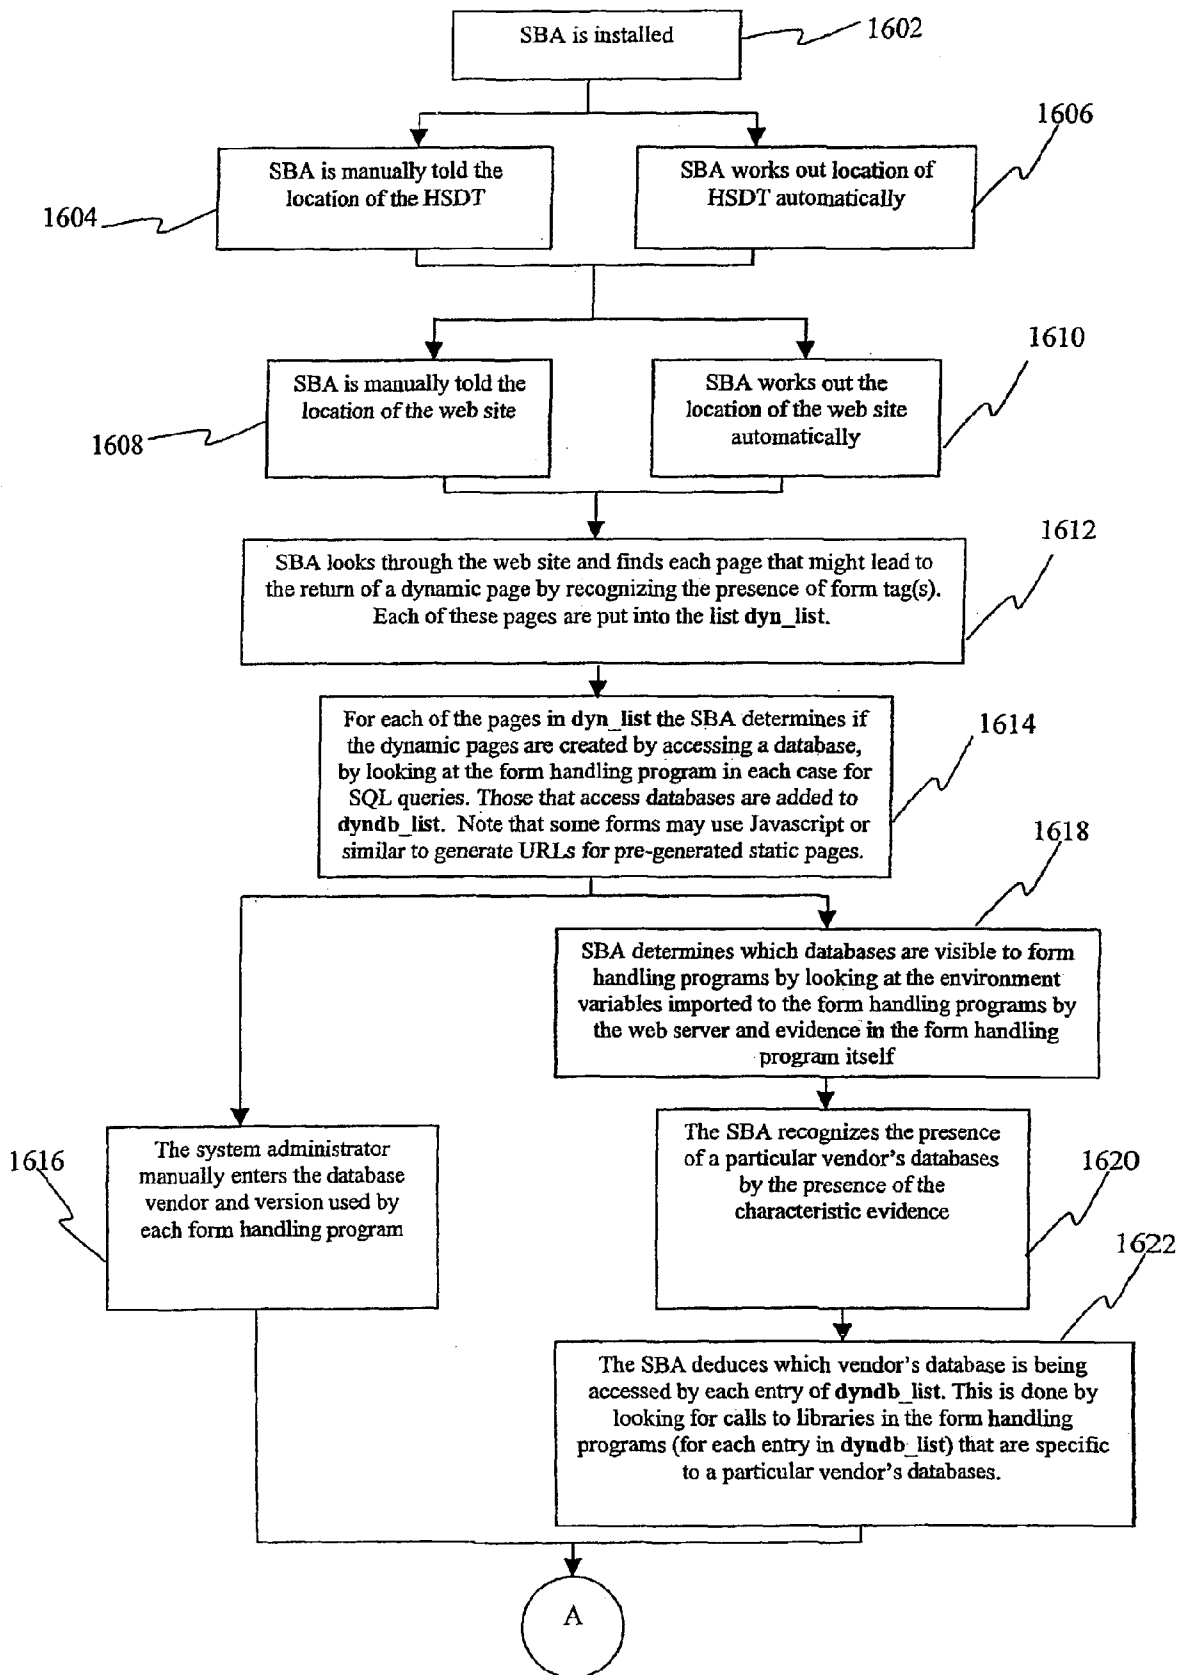 SBA is installed
1602
1606
SBA is manually told the
location of the HSDT
SBA works out location of
HSDT automatically
1604
1610
SBA is manually told the
location of the web site
SBA works out the
location of the web site
automatically
1608
1612
SBA looks through the web site and finds each page that might lead to
the return of a dynamic page by recognizing the presence of form tag(s).
Each of these pages are put into the list dyn_list.
For each of the pages in dyn_list the SBA determines if
the dynamic pages are created by accessing a database,
by looking at the form handling program in each case for
SQL queries. Those that access databases are added to
dyndb_list. Note that some forms may use Javascript or
similar to generate URLs for pre-generated static pages.
1614
1618
SBA determines which databases are visible to form
handling programs by looking at the environment
variables imported to the form handling programs by
the web server and evidence in the form handling
program itself
1616
The system administrator
manually enters the database
vendor and version used by
each form handling program
The SBA recognizes the presence
of a particular vendor's databases
by the presence of the
characteristic evidence
1620
1622
The SBA deduces which vendor's database is being
accessed by each entry of dyndb_list. This is done by
looking for calls to libraries in the form handling
programs (for each entry in dyndb_list) that are specific
to a particular vendor's databases.
A